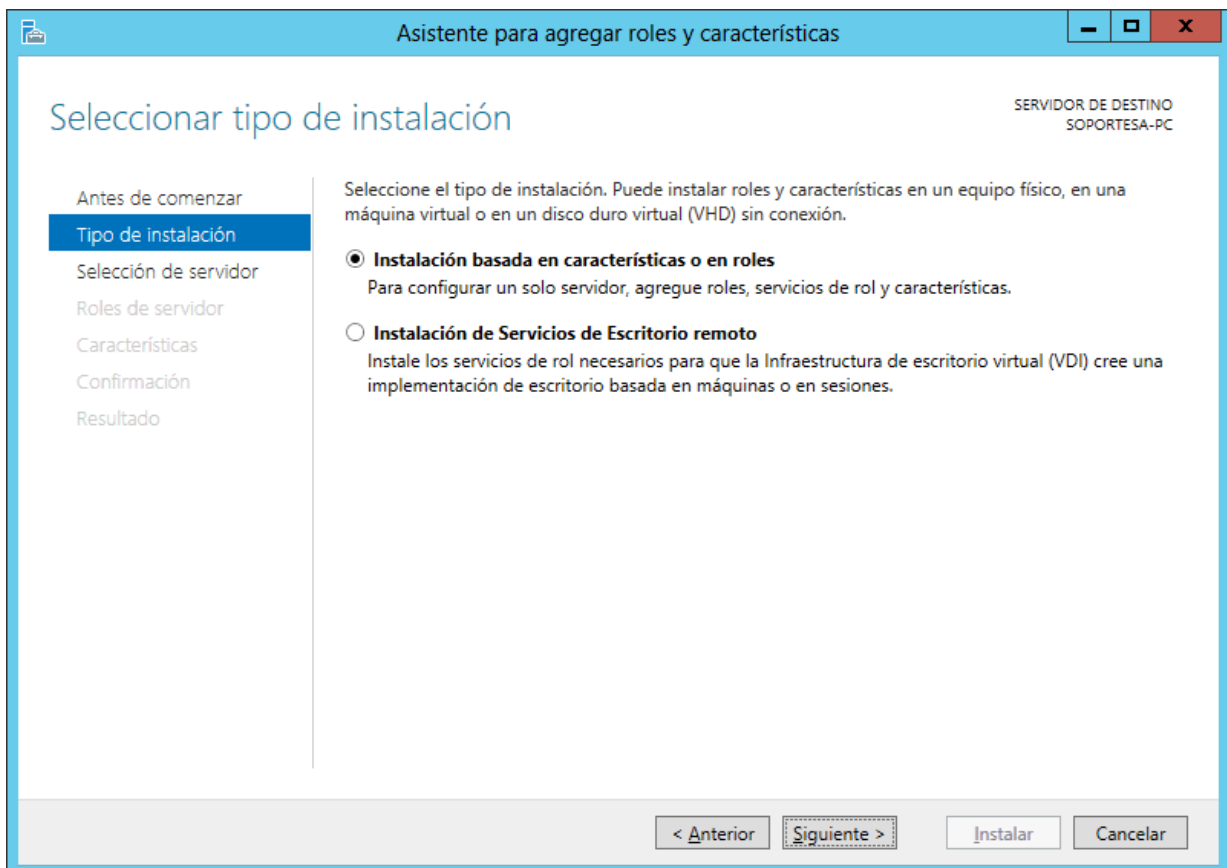 Asistente para agregar roles y características
Seleccionar tipo de instalación
SERVIDOR DE DESTINO
SOPORTESA-PC
Antes de comenzar
Tipo de instalación
Selección de servidor
Roles de servidor
Características
Confirmación
Resultado
Seleccione el tipo de instalación. Puede instalar roles y características en un equipo físico, en una
máquina virtual o en un disco duro virtual (VHD) sin conexión.
Instalación basada en características o en roles
Para configurar un solo servidor, agregue roles, servicios de rol y características.
Instalación de Servicios de Escritorio remoto
Instale los servicios de rol necesarios para que la Infraestructura de escritorio virtual (VDI) cree una
implementación de escritorio basada en máquinas o en sesiones.
< Anterior
Siguiente >
Instalar
Cancelar